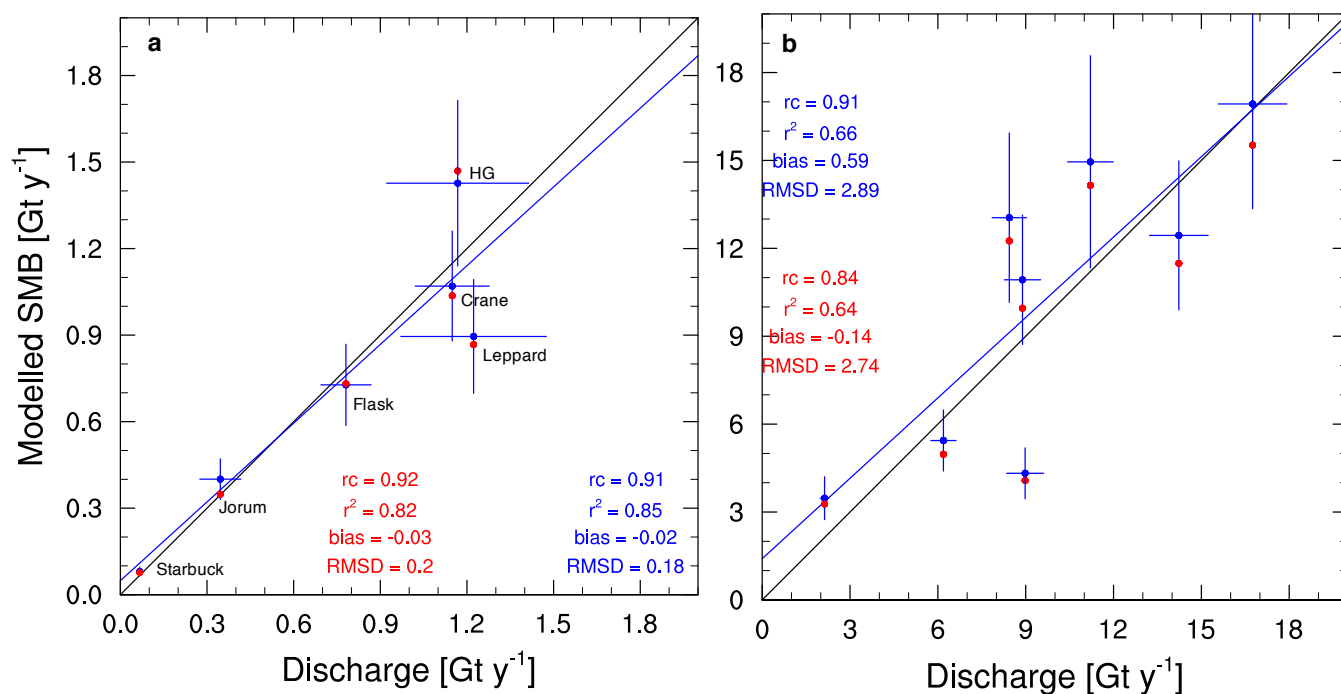 a
Modelled SMB [Gt y-1]
1.8
1.5
1.2
0.9
0.6
0.3
0.0
HG
Crane
Leppard
Flask
Jorum
Starbuck
rc = 0.92
r2 = 0.82
bias = -0.03
RMSD = 0.2
rc = 0.91
r2 = 0.85
bias = -0.02
RMSD = 0.18
0.0 0.3 0.6 0.9 1.2 1.5 1.8
Discharge [Gt y-1]
b
18
15
12
9
6
3
0
rc = 0.91
r2 = 0.66
bias = 0.59
RMSD = 2.89
rc = 0.84
r2 = 0.64
bias = -0.14
RMSD = 2.74
0 3 6 9 12 15 18
Discharge [Gt y-1]